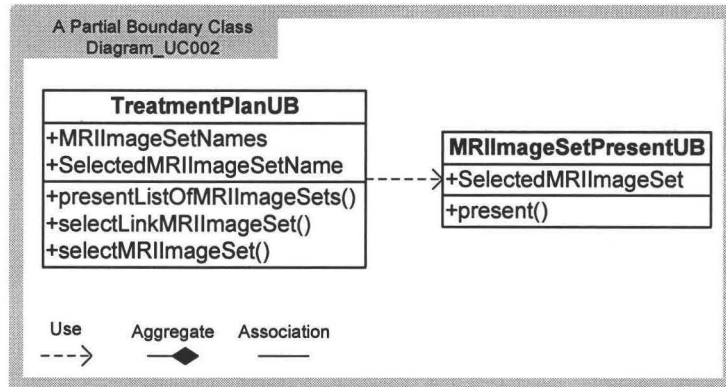 A Partial Boundary Class
Diagram_UC002
TreatmentPlanUB
+MRIImageSetNames
+SelectedMRIImageSetName
+presentListOfMRIImageSets()
+selectLinkMRIImageSet()
+selectMRIImageSet()
MRIImageSetPresentUB
+SelectedMRIImageSet
+present()
Use
Aggregate
Association